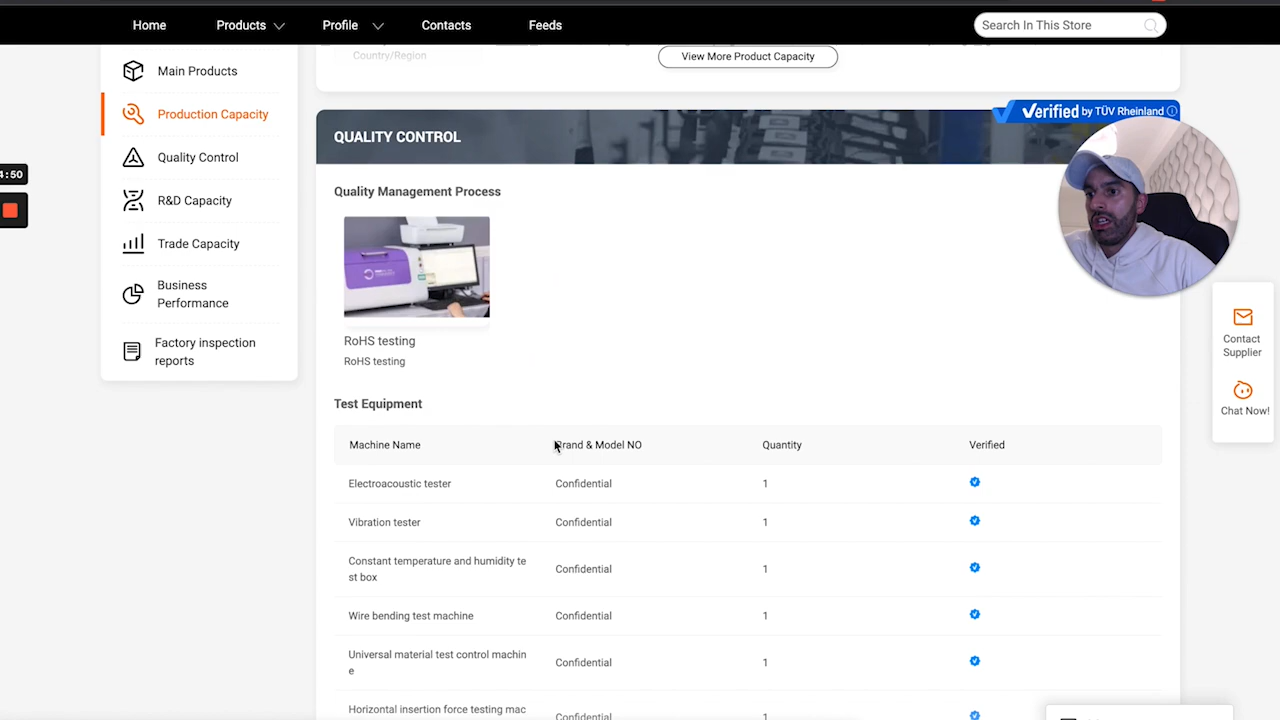 Home Products Profile Contacts Feeds Search In This Store
Main Products
Production Capacity
Quality Control
R&D Capacity
Trade Capacity
Business
Performance
Factory inspection
reports
4:50
Country/Region
View More Product Capacity
QUALITY CONTROL
Verified by TÜV Rheinland
Quality Management Process
RoHS testing
RoHS testing
Test Equipment
Machine Name Brand & Model NO Quantity Verified
Electroacoustic tester Confidential 1
Vibration tester Confidential 1
Constant temperature and humidity te
st box Confidential 1
Wire bending test machine Confidential 1
Universal material test control machin
e Confidential 1
Horizontal insertion force testing mac
Confidential 1
Contact
Supplier
Chat Now!